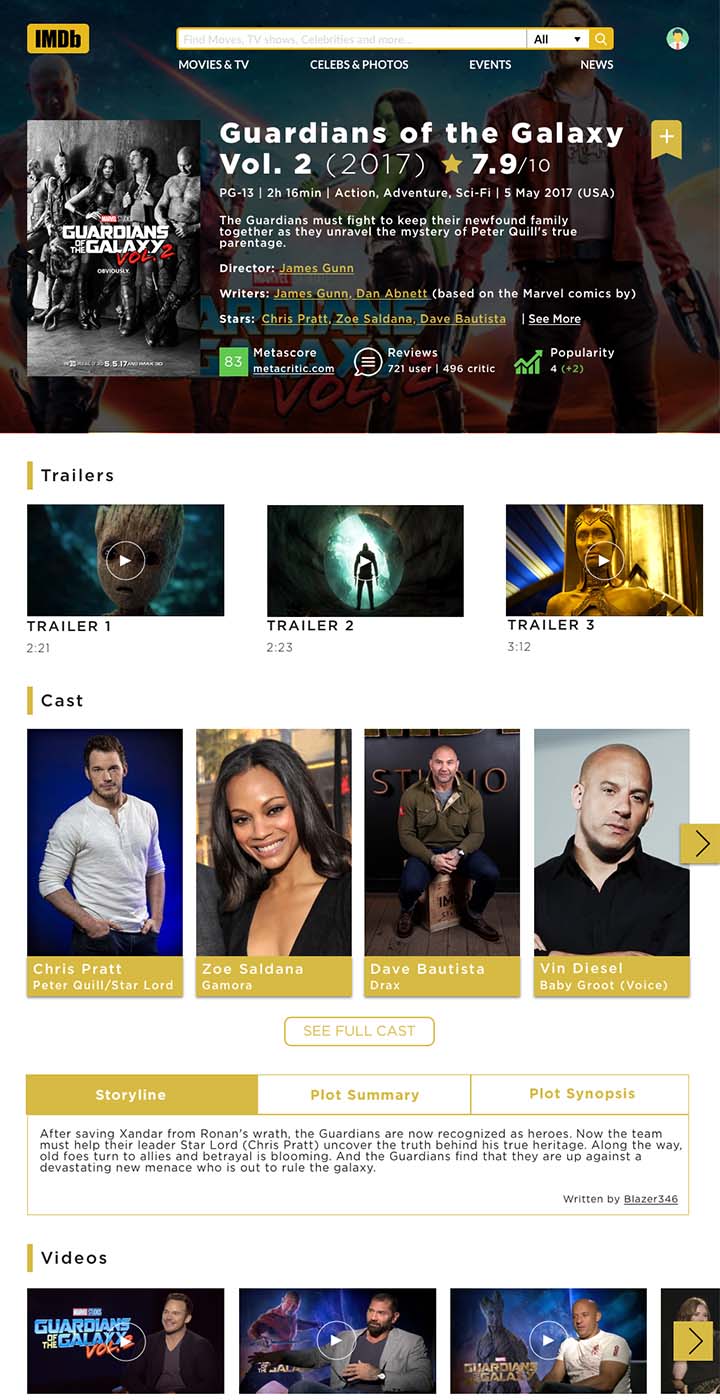 IMDb
Find Moves, TV shows, Celebrities and more...
All
MOVIES & TV
CELEBS & PHOTOS
EVENTS
NEWS
Guardians of the Galaxy
Vol. 2 (2017) 7.9/10
PG-13 | 2h 16min | Action, Adventure, Sci-Fi | 5 May 2017 (USA)
The Guardians must fight to keep their newfound family
together as they unravel the mystery of Peter Quill's true
parentage.
Director: James Gunn
Writers: James Gunn, Dan Abnett (based on the Marvel comics by)
Stars: Chris Pratt, Zoe Saldana, Dave Bautista | See More
83
Metascore
metacritic.com
Reviews
721 user | 496 critic
Popularity
4 (+2)
MARVEL STUDIOS
GUARDIANS
OF THE
GALAXY
VOL. 2
OBVIOUSLY.
5.5.17 AND IMAX 3D
Trailers
TRAILER 1
2:21
TRAILER 2
2:23
TRAILER 3
3:12
Cast
STUDIO
Chris Pratt
Peter Quill/Star Lord
Zoe Saldana
Gamora
Dave Bautista
Drax
Vin Diesel
Baby Groot (Voice)
SEE FULL CAST
Storyline
Plot Summary
Plot Synopsis
After saving Xandar from Ronan's wrath, the Guardians are now recognized as heroes. Now the team
must help their leader Star Lord (Chris Pratt) uncover the truth behind his true heritage. Along the way,
old foes turn to allies and betrayal is blooming. And the Guardians find that they are up against a
devastating new menace who is out to rule the galaxy.
Written by Blazer346
Videos
MARVEL STUDIOS
GUARDIANS
OF THE
GALAXY
VOL. 2
GUARDIANS